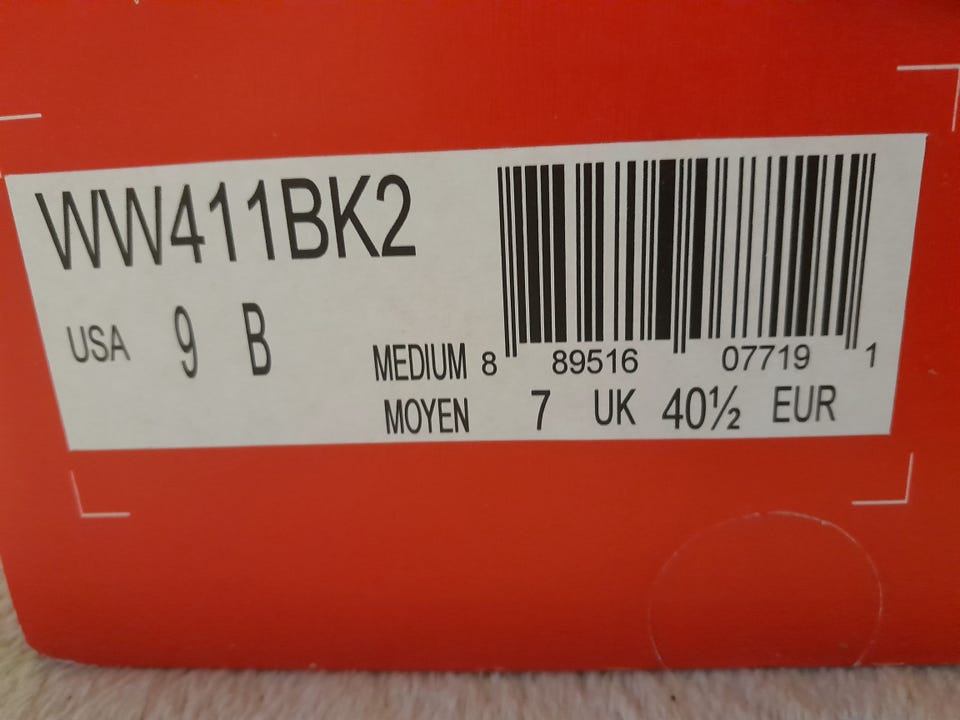 WW411BK2
USA 9 B
MEDIUM 8 89516 07719 1
MOYEN 7 UK 40½ EUR